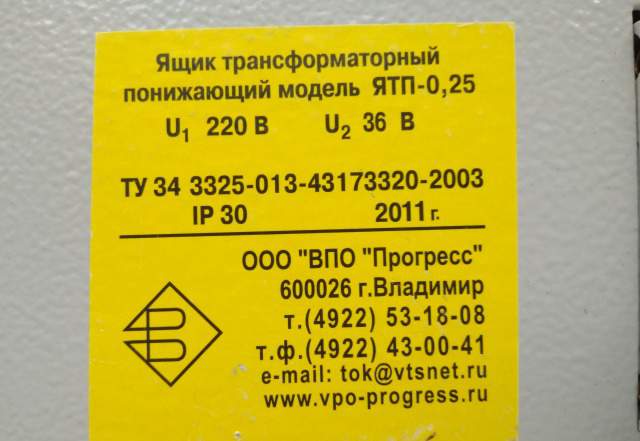 Ящик трансформаторный
понижающий модель ЯТП-0,25
U1 220 В U2 36 В
ТУ 34 3325-013-43173320-2003
IP 30 2011 г.
ООО "ВПО "Прогресс"
600026 г.Владимир
т.(4922) 53-18-08
т.ф.(4922) 43-00-41
e-mail: tok@vtsnet.ru
www.vpo-progress.ru